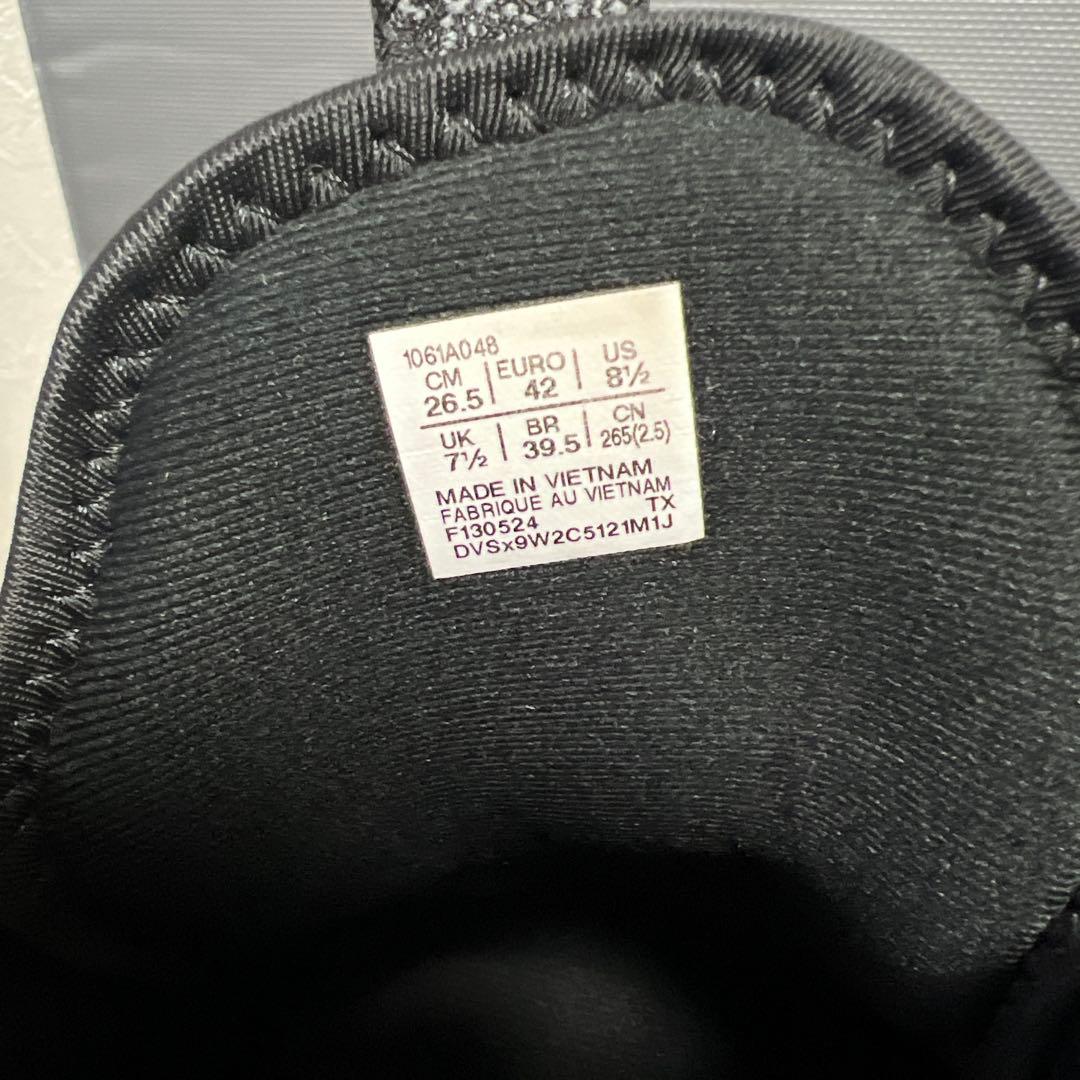 1061A048
CM EURO US
26.5 42 8½
UK BR CN
7½ 39.5 265(2.5)
MADE IN VIETNAM
FABRIQUE AU VIETNAM
F130524 TX
DVSx9W2C5121M1J